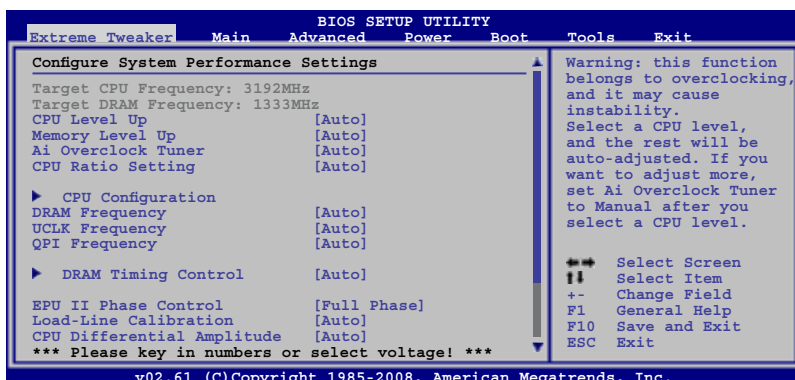 BIOS SETUP UTILITY
Extreme Tweaker Main Advanced Power Boot Tools Exit
Configure System Performance Settings
Target CPU Frequency: 3192MHz
Target DRAM Frequency: 1333MHz
CPU Level Up [Auto]
Memory Level Up [Auto]
Ai Overclock Tuner [Auto]
CPU Ratio Setting [Auto]
CPU Configuration
DRAM Frequency [Auto]
UCLK Frequency [Auto]
QPI Frequency [Auto]
DRAM Timing Control [Auto]
EPU II Phase Control [Full Phase]
Load-Line Calibration [Auto]
CPU Differential Amplitude [Auto]
*** Please key in numbers or select voltage! ***
Warning: this function
belongs to overclocking,
and it may cause
instability.
Select a CPU level,
and the rest will be
auto-adjusted. If you
want to adjust more,
set Ai Overclock Tuner
to Manual after you
select a CPU level.
Select Screen
Select Item
+- Change Field
F1 General Help
F10 Save and Exit
ESC Exit
v02.61 (C)Copyright 1985-2008, American Megatrends, Inc.